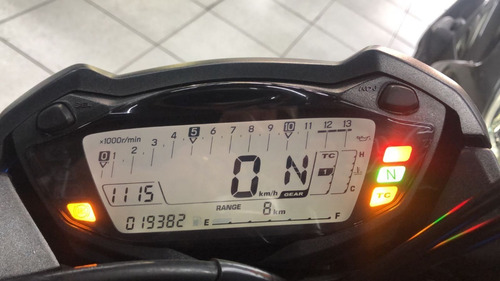 ×1000r/min
0 1 2 3 4 5 6 7 8 9 10 11 12 13
TC H
1
C
N
TC
1115
0 km/h
N
GEAR
RANGE 8 km
019382
E F